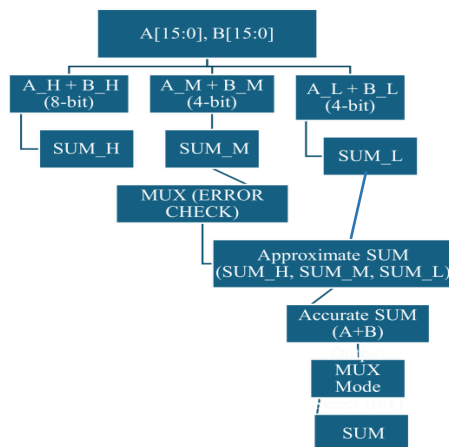 A[15:0], B[15:0]
A_H + B_H
(8-bit)
A_M + B_M
(4-bit)
A_L + B_L
(4-bit)
SUM_H
SUM_M
SUM_L
MUX (ERROR
CHECK)
Approximate SUM
(SUM_H, SUM_M, SUM_L)
Accurate SUM
(A+B)
MUX
Mode
SUM